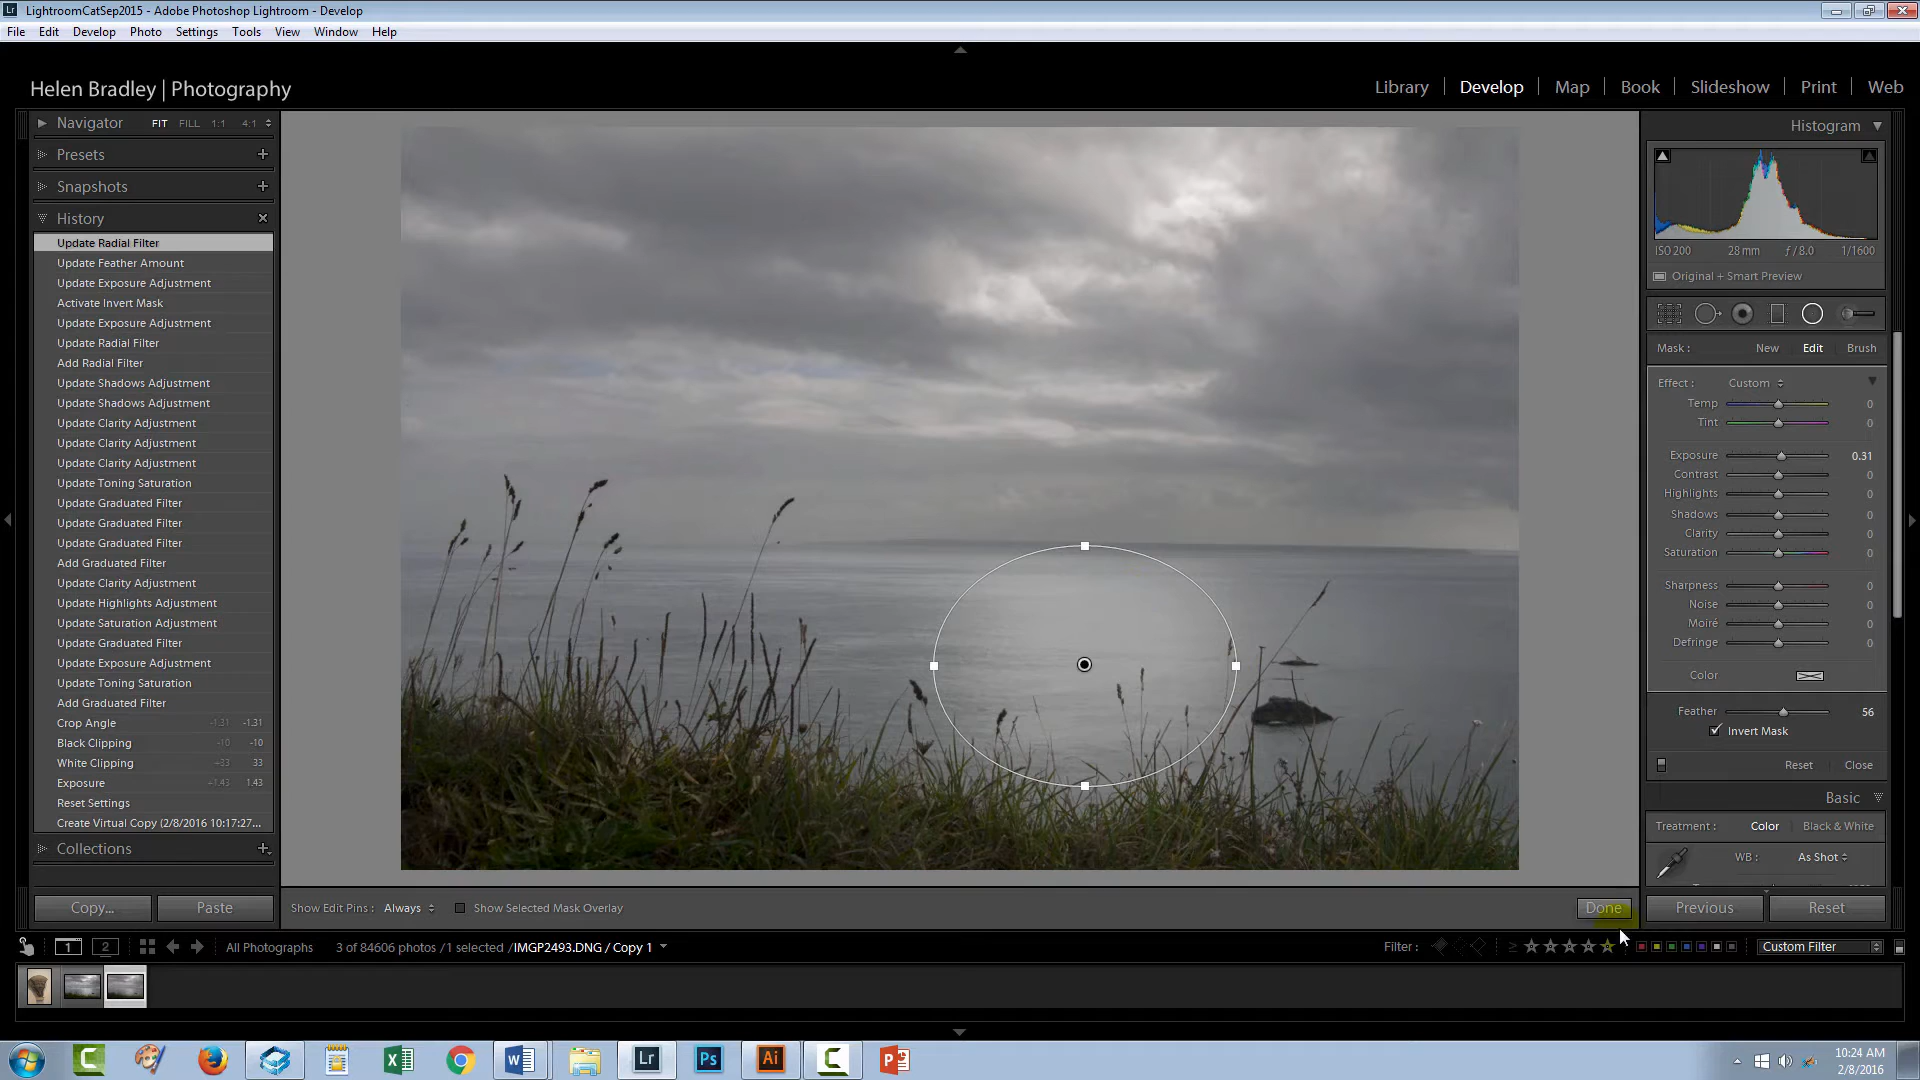 LightroomCatSep2015 - Adobe Photoshop Lightroom - Develop
File Edit Develop Photo Settings Tools View Window Help
Helen Bradley | Photography
Library Develop Map Book Slideshow Print Web
Navigator FIT FILL 1:1 4:1
Presets
Snapshots
History
Update Radial Filter
Update Feather Amount
Update Exposure Adjustment
Activate Invert Mask
Update Exposure Adjustment
Update Radial Filter
Add Radial Filter
Update Shadows Adjustment
Update Shadows Adjustment
Update Clarity Adjustment
Update Clarity Adjustment
Update Clarity Adjustment
Update Toning Saturation
Update Graduated Filter
Update Graduated Filter
Update Graduated Filter
Add Graduated Filter
Update Clarity Adjustment
Update Highlights Adjustment
Update Saturation Adjustment
Update Graduated Filter
Update Exposure Adjustment
Update Toning Saturation
Add Graduated Filter
Crop Angle -1.31 -1.31
Black Clipping -10 -10
White Clipping +33 33
Exposure +1.43 1.43
Reset Settings
Create Virtual Copy (2/8/2016 10:17:27...
Collections
Copy... Paste
Histogram
ISO 200 28 mm ƒ / 8.0 1/1600
Original + Smart Preview
Mask : New Edit Brush
Effect : Custom
Temp 0
Tint 0
Exposure 0.31
Contrast 0
Highlights 0
Shadows 0
Clarity 0
Saturation 0
Sharpness 0
Noise 0
Moiré 0
Defringe 0
Color
Feather 56
Invert Mask
Reset Close
Basic
Treatment : Color Black & White
WB : As Shot
Previous Reset
Show Edit Pins : Always Show Selected Mask Overlay Done
1 2 All Photographs 3 of 84606 photos / 1 selected / IMGP2493.DNG / Copy 1 Filter : ≥ Custom Filter
Lr Ps Ai
10:24 AM
2/8/2016